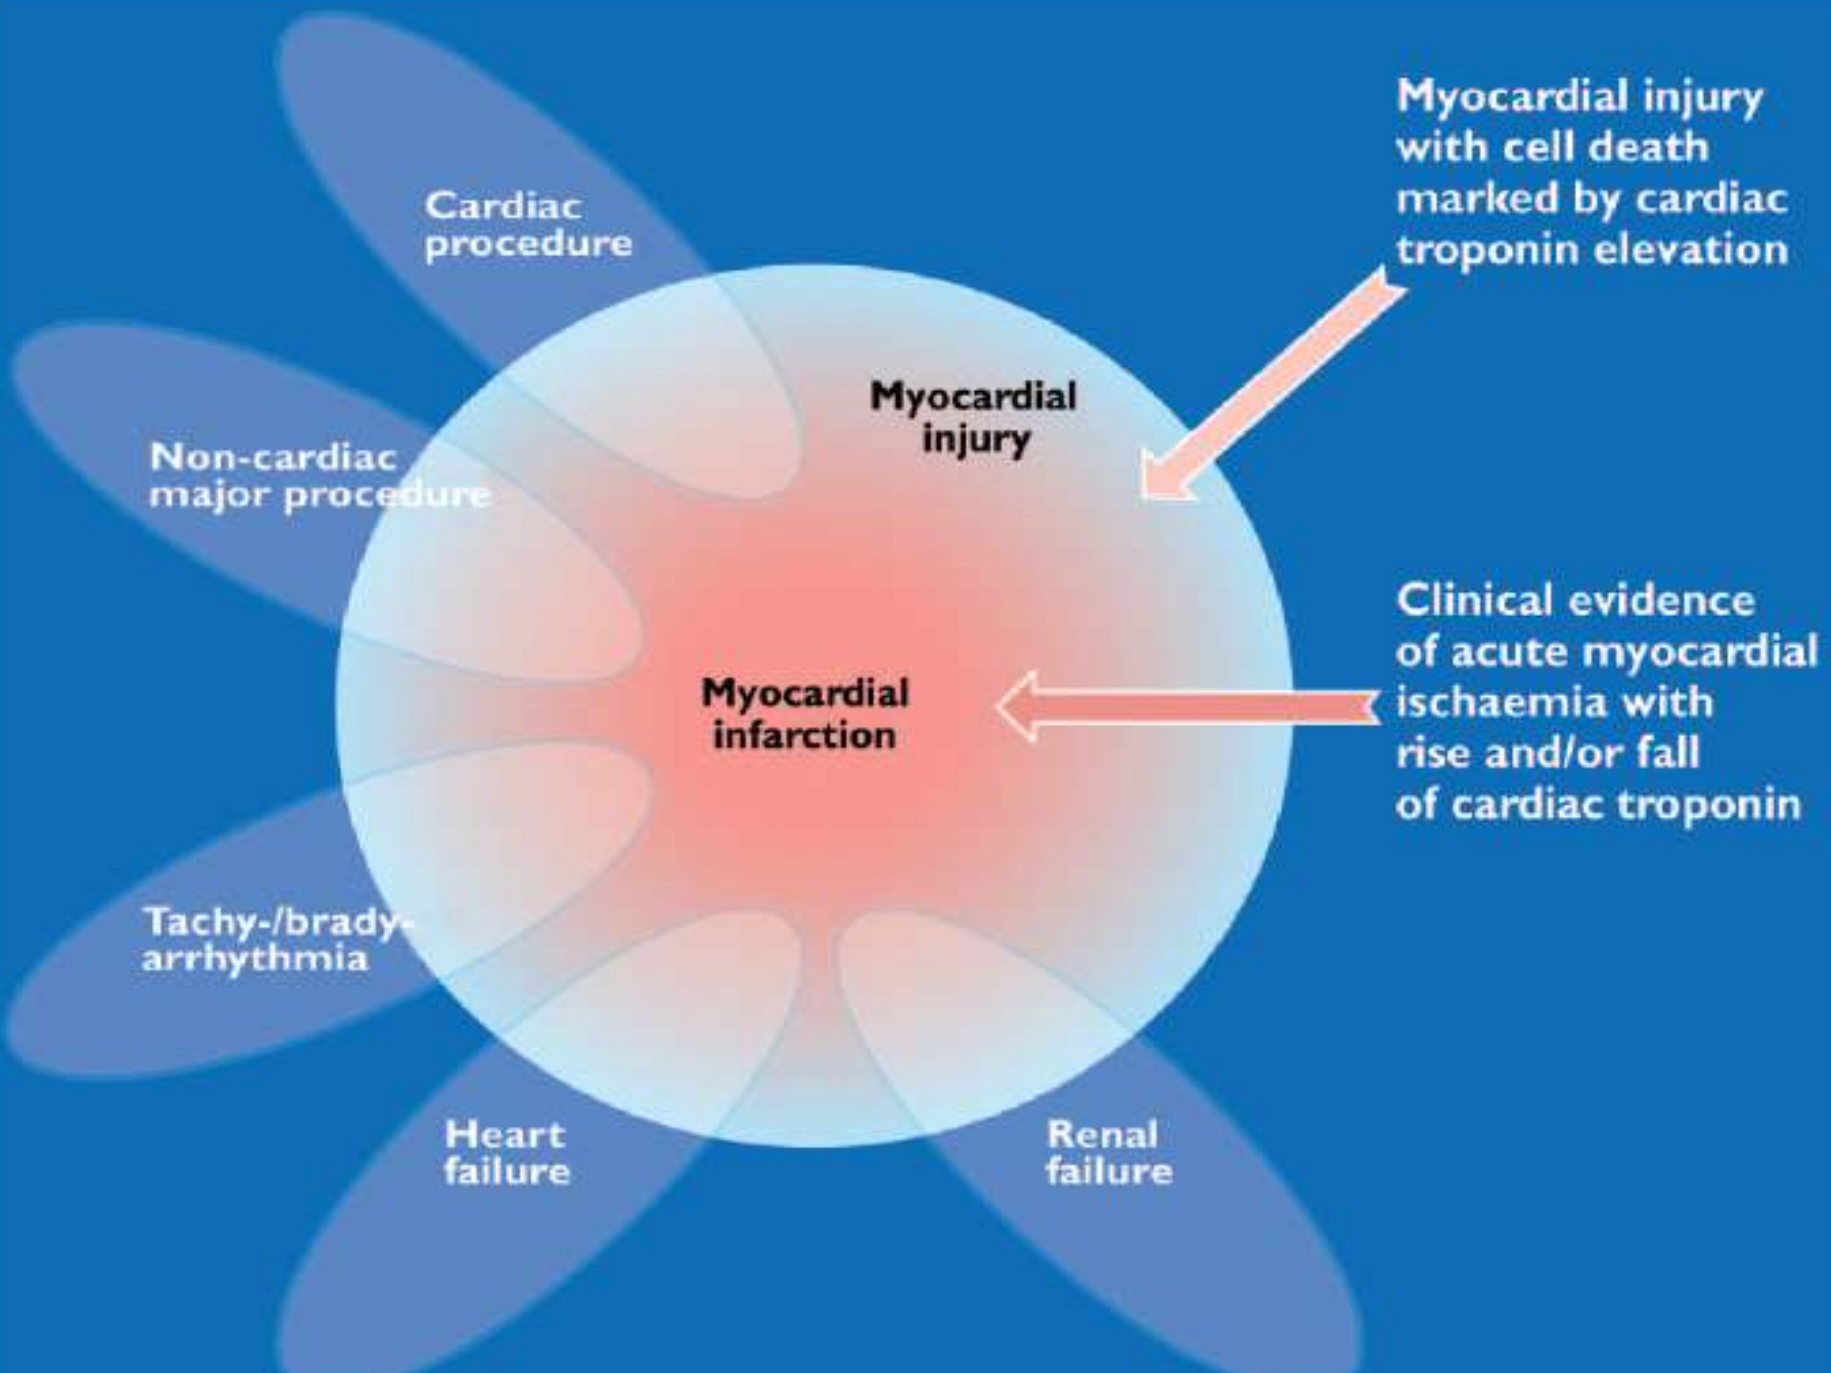 Myocardial injury
with cell death
marked by cardiac
troponin elevation
Cardiac
procedure
Myocardial
injury
Non-cardiac
major procedure
Clinical evidence
of acute myocardial
ischaemia with
rise and/or fall
of cardiac troponin
Myocardial
infarction
Tachy-/brady-
arrhythmia
Heart
failure
Renal
failure